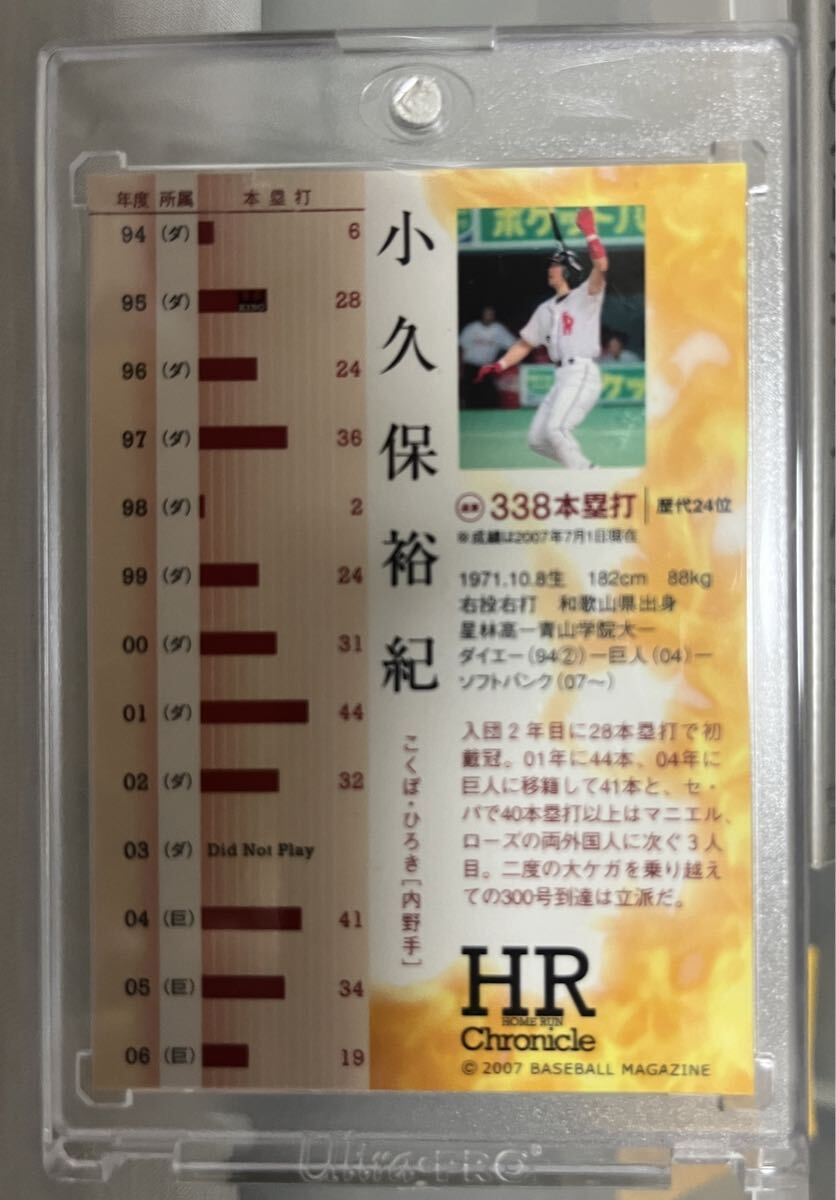 年度 所属 本塁打
94 (ダ) 6
95 (ダ) KING 28
96 (ダ) 24
97 (ダ) 36
98 (ダ) 2
99 (ダ) 24
00 (ダ) 31
01 (ダ) 44
02 (ダ) 32
03 (ダ) Did Not Play
04 (巨) 41
05 (巨) 34
06 (巨) 19
小久保裕紀
こくぼ・ひろき[内野手]
ポケットパ
338本塁打 歴代24位
※成績は2007年7月1日現在
1971.10.8生 182cm 88kg
右投右打 和歌山県出身
星林高ー青山学院大ー
ダイエー(94②)ー巨人(04)ー
ソフトバンク(07〜)
入団2年目に28本塁打で初
戴冠。01年に44本、04年に
巨人に移籍して41本と、セ・
パで40本塁打以上はマニエル、
ローズの両外国人に次ぐ3人
目。二度の大ケガを乗り越え
ての300号到達は立派だ。
HR
HOME RUN
Chronicle
© 2007 BASEBALL MAGAZINE
Ultra·PRO